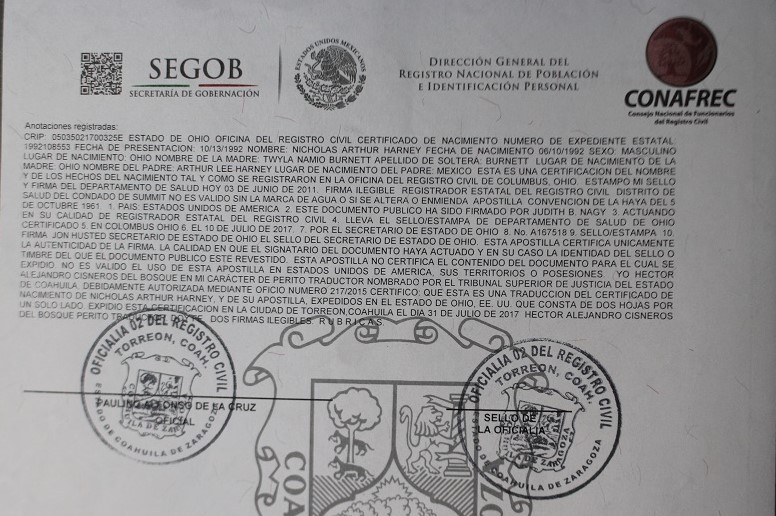 SEGOB
SECRETARÍA DE GOBERNACIÓN
ESTADOS UNIDOS MEXICANOS
DIRECCIÓN GENERAL DEL
REGISTRO NACIONAL DE POBLACIÓN
E IDENTIFICACIÓN PERSONAL
CONAFREC
Consejo Nacional de Funcionarios
del Registro Civil
Anotaciones registradas:
CRIP: 05035021700325E ESTADO DE OHIO OFICINA DEL REGISTRO CIVIL CERTIFICADO DE NACIMIENTO NUMERO DE EXPEDIENTE ESTATAL
1992108553 FECHA DE PRESENTACION: 10/13/1992 NOMBRE: NICHOLAS ARTHUR HARNEY FECHA DE NACIMIENTO 06/10/1992 SEXO: MASCULINO
LUGAR DE NACIMIENTO: OHIO NOMBRE DE LA MADRE: TWYLA NAMIO BURNETT APELLIDO DE SOLTERA: BURNETT LUGAR DE NACIMIENTO DE LA
MADRE: OHIO NOMBRE DEL PADRE: ARTHUR LEE HARNEY LUGAR DE NACIMIENTO DEL PADRE: MEXICO ESTA ES UNA CERTIFICACION DEL NOMBRE
Y DE LOS HECHOS DEL NACIMIENTO TAL Y COMO SE REGISTRARON EN LA OFICINA DEL REGISTRO CIVIL DE COLUMBUS, OHIO ESTAMPO MI SELLO
Y FIRMA DEL DEPARTAMENTO DE SALUD HOY 03 DE JUNIO DE 2011. FIRMA ILEGIBLE REGISTRADOR ESTATAL DEL REGISTRO CIVIL DISTRITO DE
SALUD DEL CONDADO DE SUMMIT NO ES VALIDO SIN LA MARCA DE AGUA O SI SE ALTERA O ENMIENDA APOSTILLA CONVENCION DE LA HAYA DEL 5
DE OCTUBRE 1961. 1. PAIS: ESTADOS UNIDOS DE AMERICA 2. ESTE DOCUMENTO PUBLICO HA SIDO FIRMADO POR JUDITH B. NAGY 3. ACTUANDO
EN SU CALIDAD DE REGISTRADOR ESTATAL DEL REGISTRO CIVIL 4. LLEVA EL SELLO/ESTAMPA DE DEPARTAMENTO DE SALUD DE OHIO
CERTIFICADO 5. EN COLUMBUS OHIO 6. EL 10 DE JULIO DE 2017. 7. POR EL SECRETARIO DE ESTADO DE OHIO 8. No. A167518 9. SELLO/ESTAMPA 10.
FIRMA JON HUSTED SECRETARIO DE ESTADO DE OHIO EL SELLO DEL SECRETARIO DE ESTADO DE OHIO. ESTA APOSTILLA CERTIFICA UNICAMENTE
LA AUTENTICIDAD DE LA FIRMA. LA CALIDAD EN QUE EL SIGNATARIO DEL DOCUMENTO HAYA ACTUADO Y EN SU CASO LA IDENTIDAD DEL SELLO O
TIMBRE DEL QUE EL DOCUMENTO PUBLICO ESTE REVESTIDO. ESTA APOSTILLA NO CERTIFICA EL CONTENIDO DEL DOCUMENTO PARA EL CUAL SE
EXPIDIO NO ES VALIDO EL USO DE ESTA APOSTILLA EN ESTADOS UNIDOS DE AMERICA, SUS TERRITORIOS O POSESIONES YO HECTOR
ALEJANDRO CISNEROS DEL BOSQUE EN MI CARÁCTER DE PERITO TRADUCTOR NOMBRADO POR EL TRIBUNAL SUPERIOR DE JUSTICIA DEL ESTADO
DE COAHUILA, DEBIDAMENTE AUTORIZADA MEDIANTE OFICIO NUMERO 217/2015 CERTIFICO; QUE ESTA ES UNA TRADUCCION DEL CERTIFICADO DE
NACIMIENTO DE NICHOLAS ARTHUR HARNEY, Y DE SU APOSTILLA, EXPEDIDOS EN EL ESTADO DE OHIO, EE. UU. QUE CONSTA DE DOS HOJAS POR
UN SÓLO LADO. EXPIDIO ESTA CERTIFICACION EN LA CIUDAD DE TORREON,COAHUILA EL DIA 31 DE JULIO DE 2017 HECTOR ALEJANDRO CISNEROS
DEL BOSQUE PERITO TRADUCTOR DOY FE. DOS FIRMAS ILEGIBLES. R U B R I C A S
OFICIALIA 02 DEL REGISTRO CIVIL
TORREON, COAH.
COAHUILA DE ZARAGOZA
PAULINO ALFONSO DE LA CRUZ
OFICIAL
OFICIALIA 02 DEL REGISTRO CIVIL
TORREON, COAH.
COAHUILA DE ZARAGOZA
SELLO DE
LA OFICIALIA